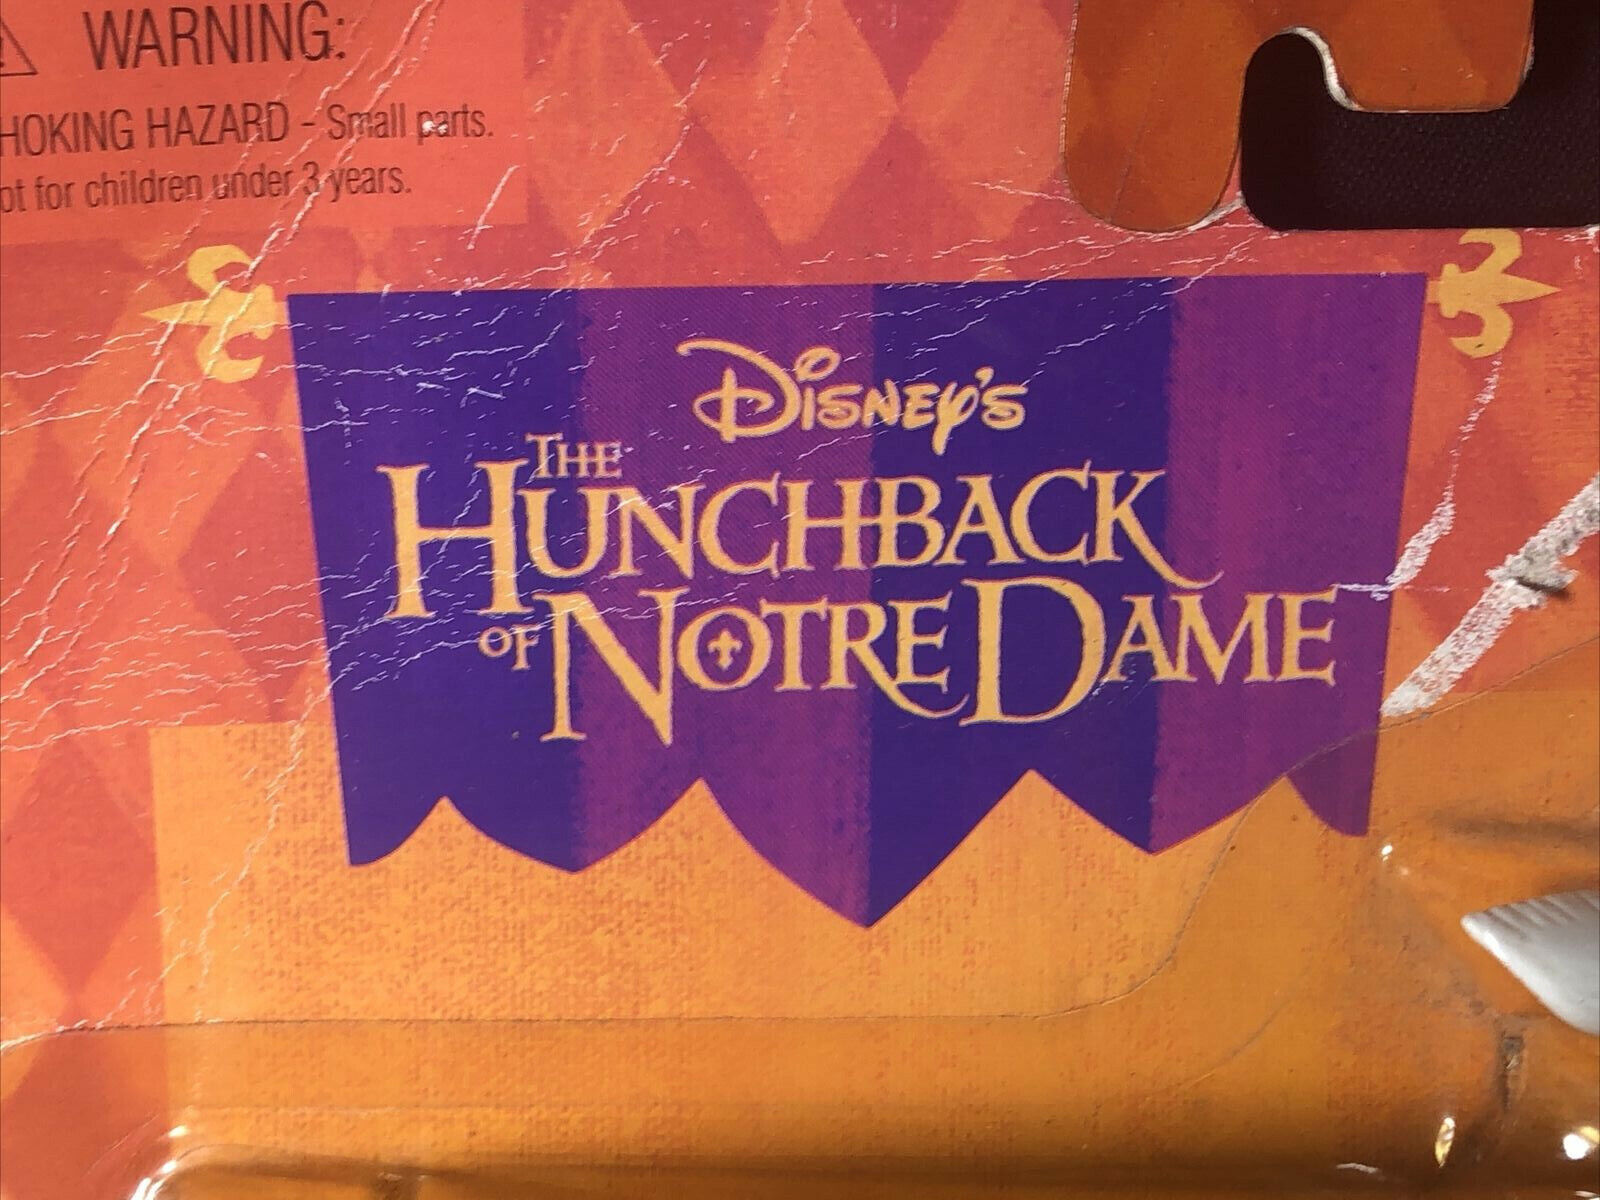 WARNING:
HOKING HAZARD - Small parts.
ot for children under 3 years.
Disney's
THE
HUNCHBACK
OF NOTRE DAME